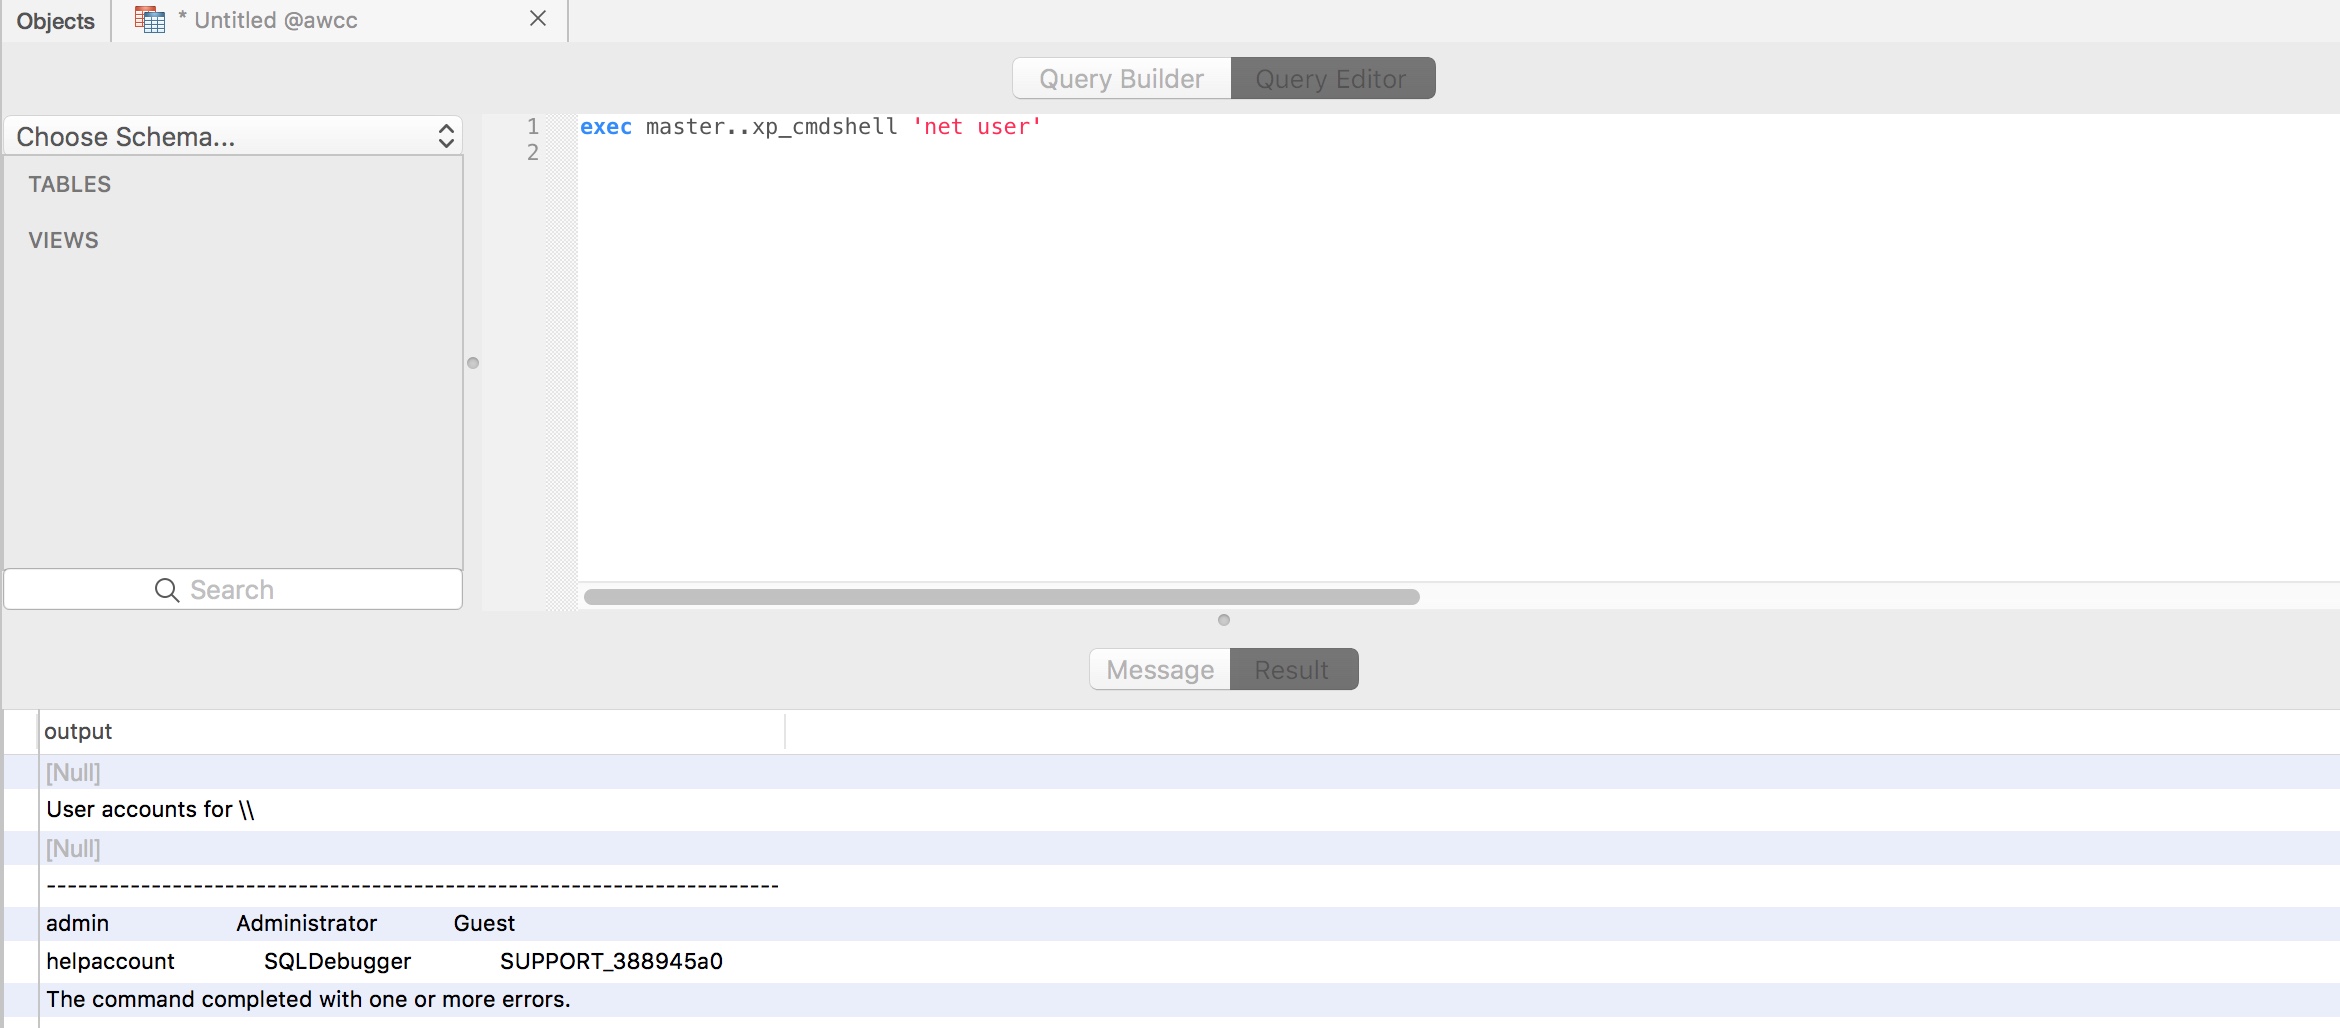 Objects
* Untitled @awcc
Query Builder
Query Editor
Choose Schema...
TABLES
VIEWS
Search
1 exec master..xp_cmdshell 'net user'
2
Message
Result
output
[Null]
User accounts for \\
[Null]
-------------------------------------------------------------------------------
admin Administrator Guest
helpaccount SQLDebugger SUPPORT_388945a0
The command completed with one or more errors.